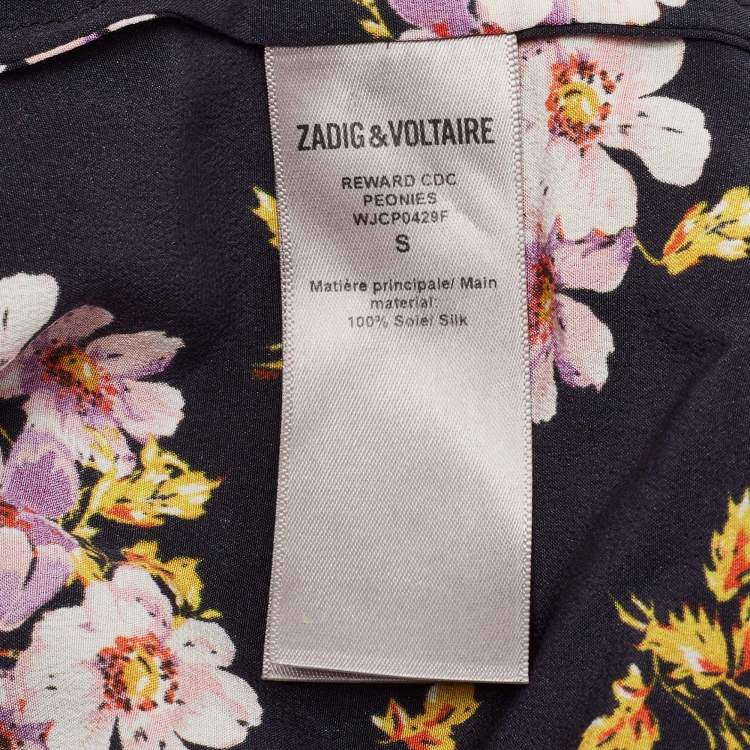 ZADIG&VOLTAIRE
REWARD CDC
PEONIES
WJCP0429F
S
Matière principale/ Main
material:
100% Soie/ Silk